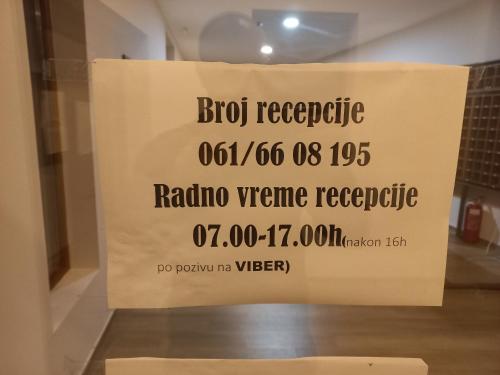 Broj recepcije
061/66 08 195
Radno vreme recepcije
07.00-17.00h(nakon 16h
po pozivu na VIBER)